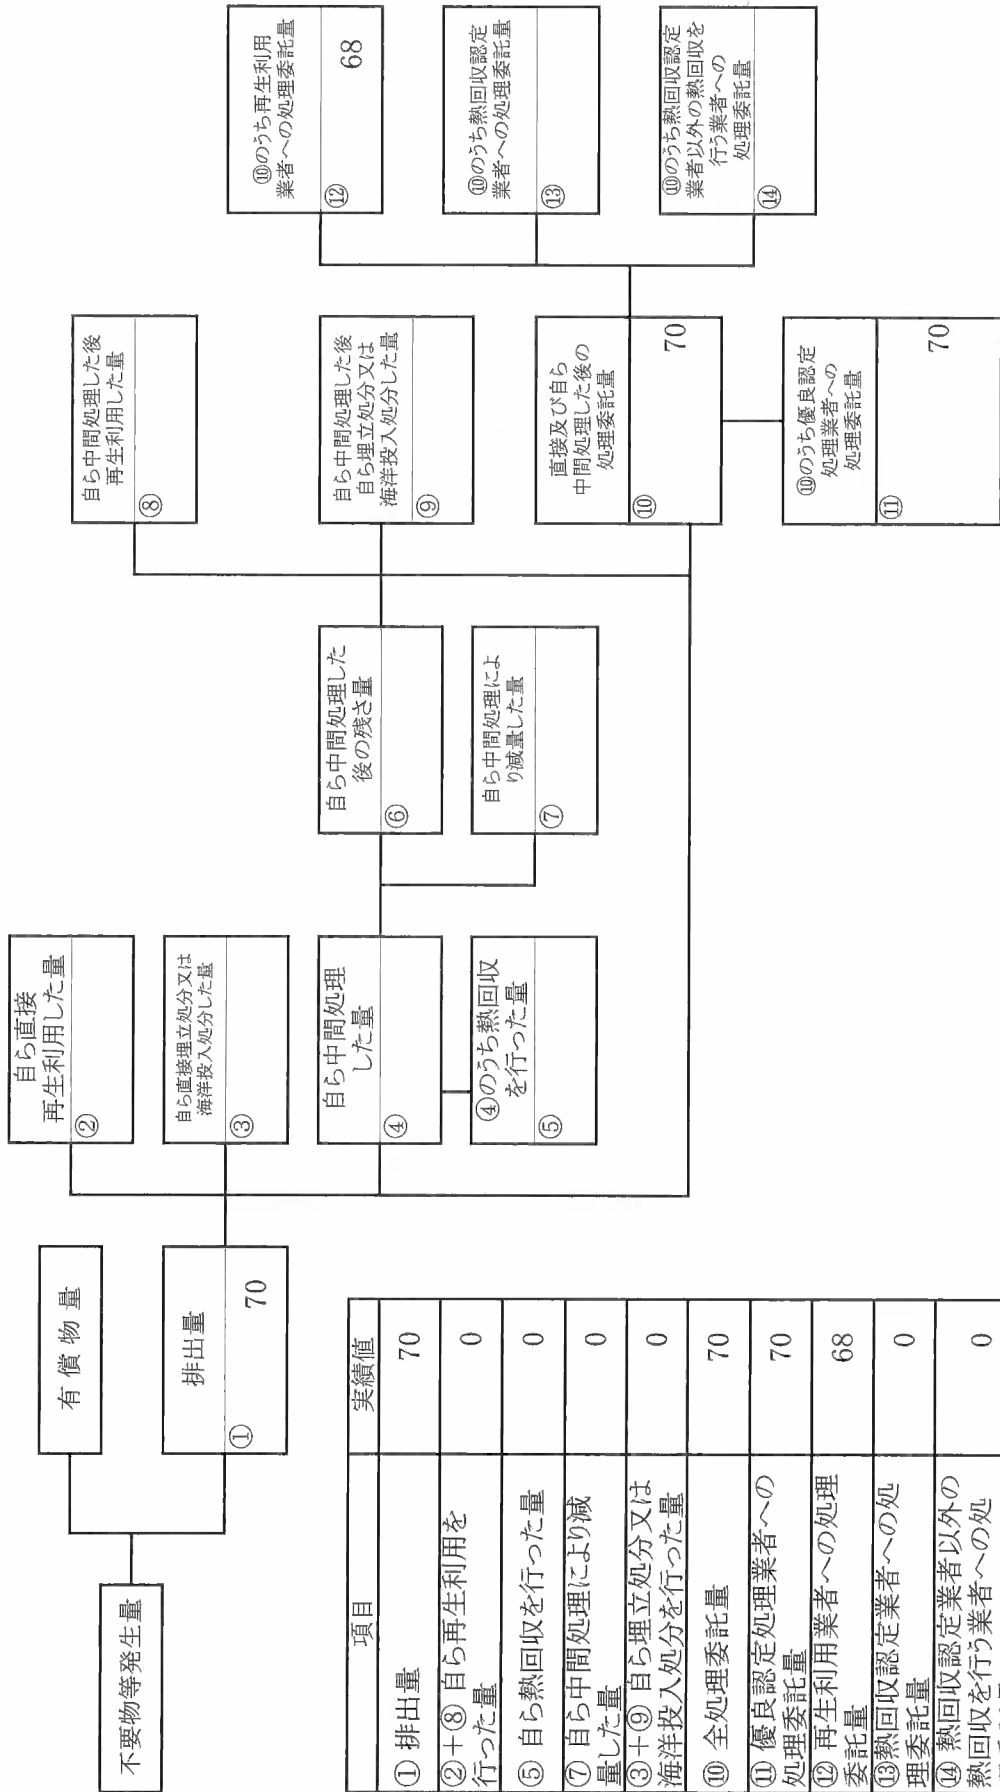 不要物等発生量
有償物量
排出量
① 70
自ら直接
再生利用した量
②
自ら直接埋立処分又は
海洋投入処分した量
③
自ら中間処理
した量
④
④のうち熱回収
を行った量
⑤
自ら中間処理した
後の残さ量
⑥
自ら中間処理によ
り減量した量
⑦
自ら中間処理した後
再生利用した量
⑧
自ら中間処理した後
自ら埋立処分又は
海洋投入処分した量
⑨
直接及び自ら
中間処理した後の
処理委託量
⑩ 70
⑩のうち優良認定
処理業者への
処理委託量
⑪ 70
⑩のうち再生利用
業者への処理委託量
⑫ 68
⑩のうち熱回収認定
業者への処理委託量
⑬
⑩のうち熱回収認定
業者以外の熱回収を
行う業者への
処理委託量
⑭
項目 実績値
① 排出量 70
②+⑧ 自ら再生利用を
行った量 0
⑤ 自ら熱回収を行った量 0
⑦ 自ら中間処理により減
量した量 0
③+⑨ 自ら埋立処分又は
海洋投入処分を行った量 0
⑩ 全処理委託量 70
⑪ 優良認定処理業者への
処理委託量 70
⑫ 再生利用業者への処理
委託量 68
⑬熱回収認定業者への処
理委託量 0
⑭ 熱回収認定業者以外の
熱回収を行う業者への処 0